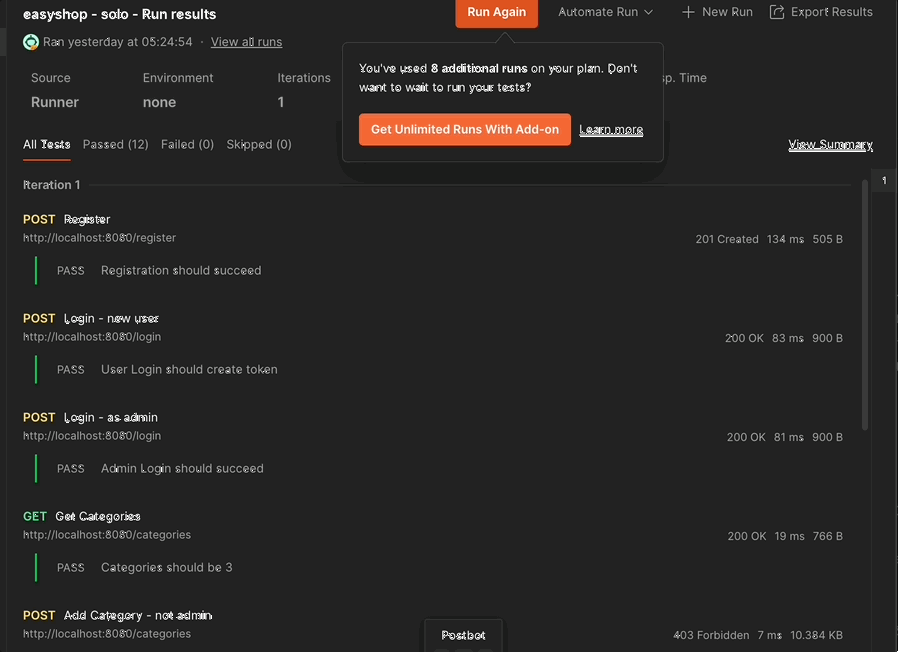 easyshop - solo - Run results
Run Again
Automate Run
New Run
Export Results
Ran yesterday at 05:24:54 · View all runs
You've used 8 additional runs on your plan. Don't
want to wait to run your tests?
Get Unlimited Runs With Add-on
Learn more
Source
Environment
Iterations
sp. Time
Runner
none
1
All Tests
Passed (12)
Failed (0)
Skipped (0)
View Summary
Iteration 1
1
POST Register
http://localhost:8080/register
201 Created 134 ms 505 B
PASS Registration should succeed
POST Login - new user
http://localhost:8080/login
200 OK 83 ms 900 B
PASS User Login should create token
POST Login - as admin
http://localhost:8080/login
200 OK 81 ms 900 B
PASS Admin Login should succeed
GET Get Categories
http://localhost:8080/categories
200 OK 19 ms 766 B
PASS Categories should be 3
POST Add Category - not admin
http://localhost:8080/categories
403 Forbidden 7 ms 10.384 KB
Postbot